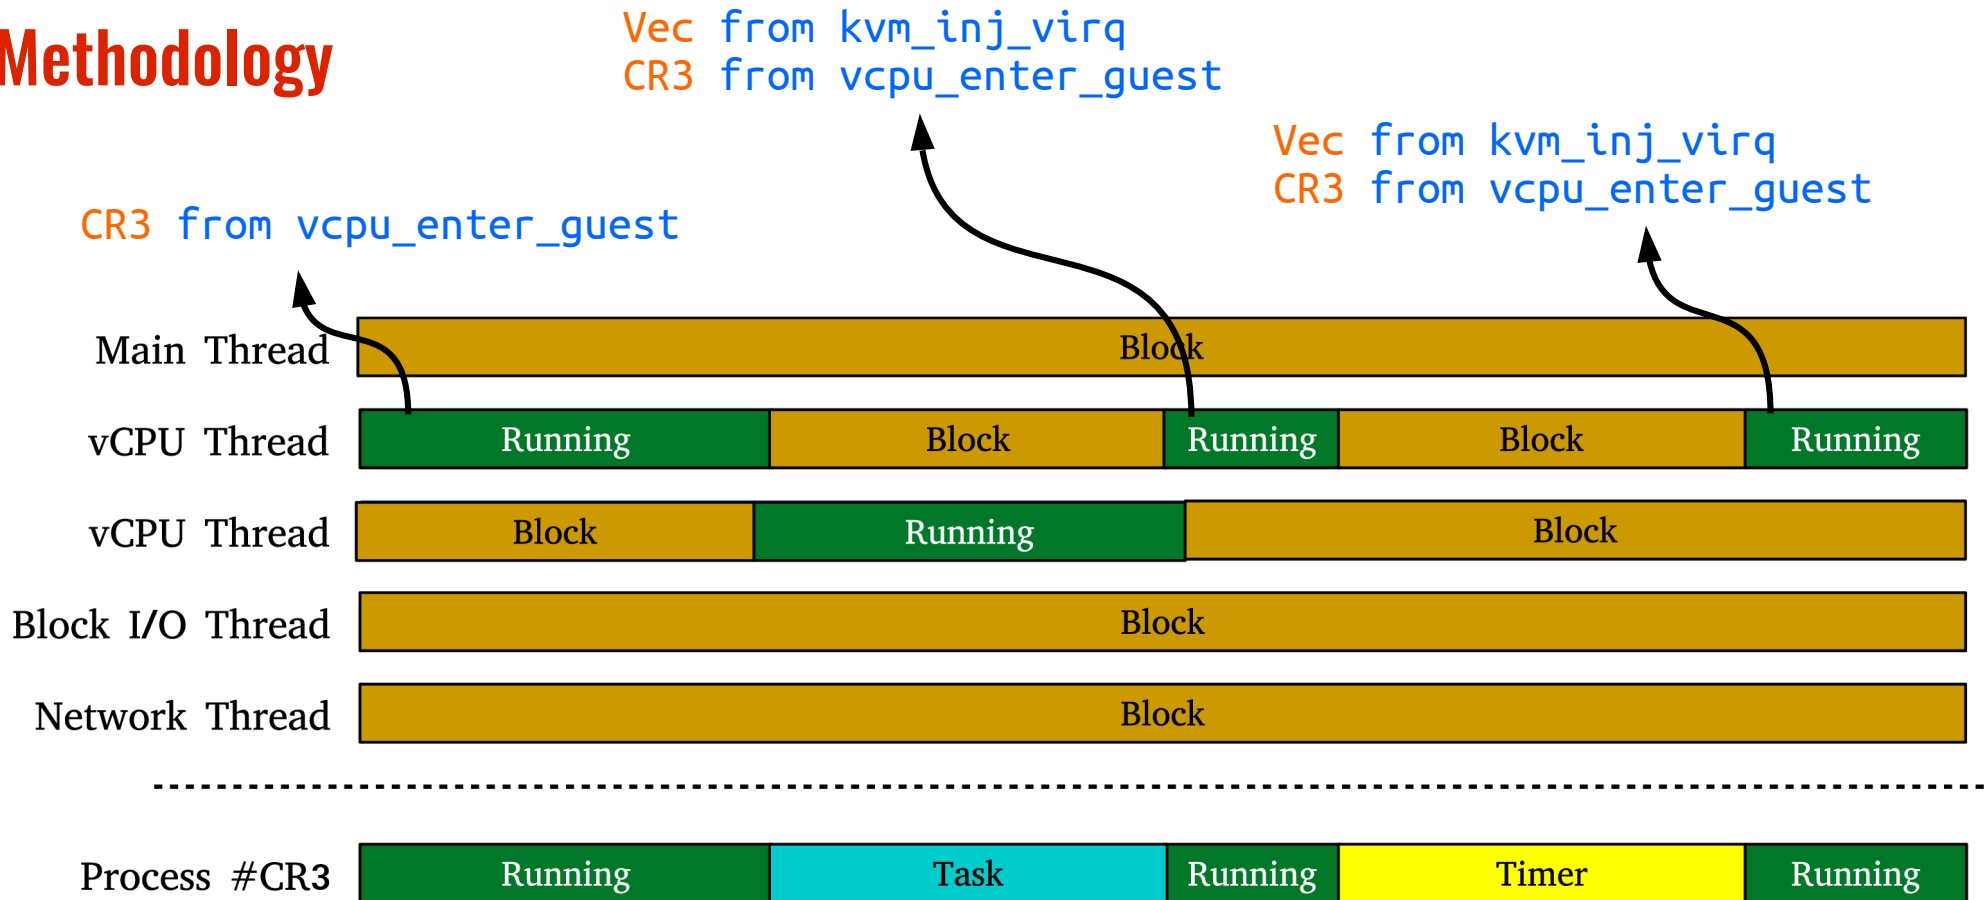 Methodology
Vec from kvm_inj_virq
CR3 from vcpu_enter_guest
Vec from kvm_inj_virq
CR3 from vcpu_enter_guest
CR3 from vcpu_enter_guest
Main Thread Block
vCPU Thread Running Block Running Block Running
vCPU Thread Block Running Block
Block I/O Thread Block
Network Thread Block
Process #CR3 Running Task Running Timer Running